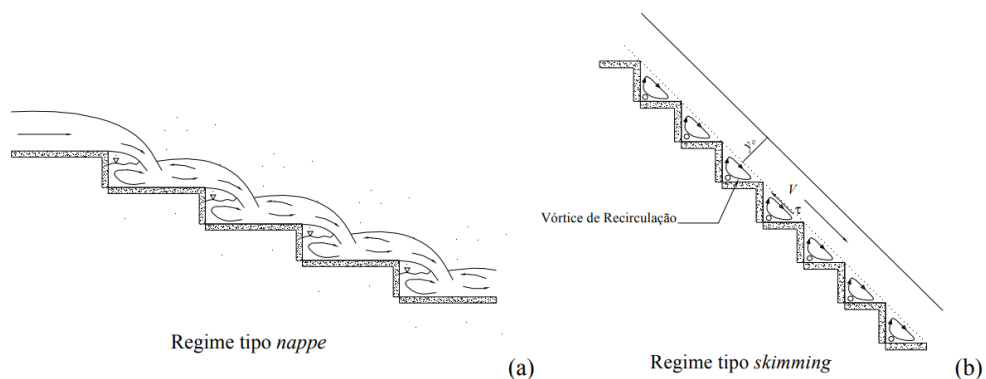 Regime tipo nappe
(a)
yₒ
V
τ
Vórtice de Recirculação
Regime tipo skimming
(b)